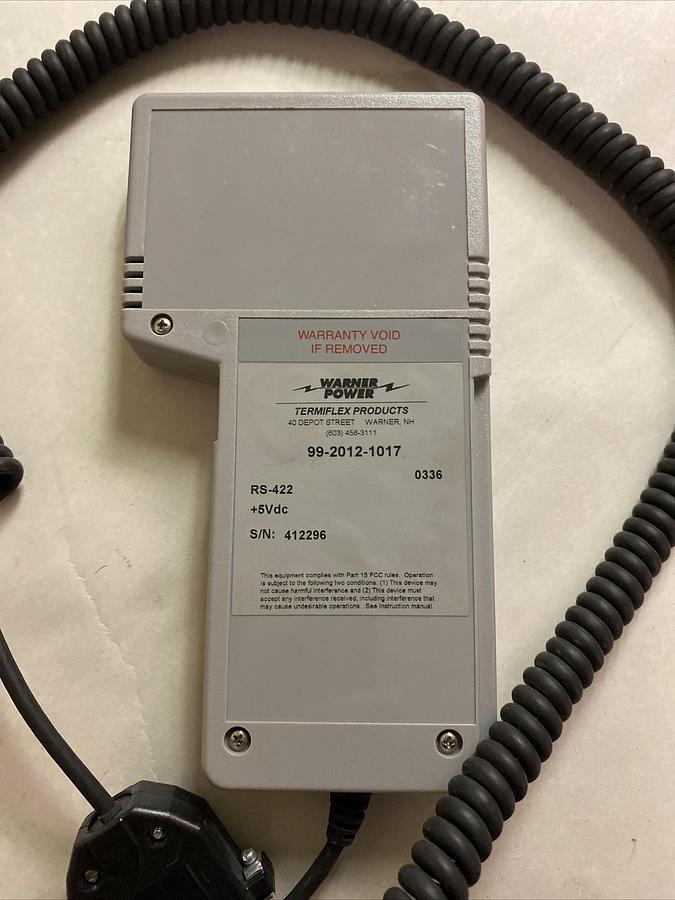 WARRANTY VOID
IF REMOVED
WARNER
POWER
TERMIFLEX PRODUCTS
40 DEPOT STREET WARNER, NH
(603) 456-3111
99-2012-1017
0336
RS-422
+5Vdc
S/N: 412296
This equipment complies with Part 15 FCC rules. Operation
is subject to the following two conditions: (1) This device may
not cause harmful interference and (2) This device must
accept any interference received, including interference that
may cause undesirable operations. See Instruction manual.